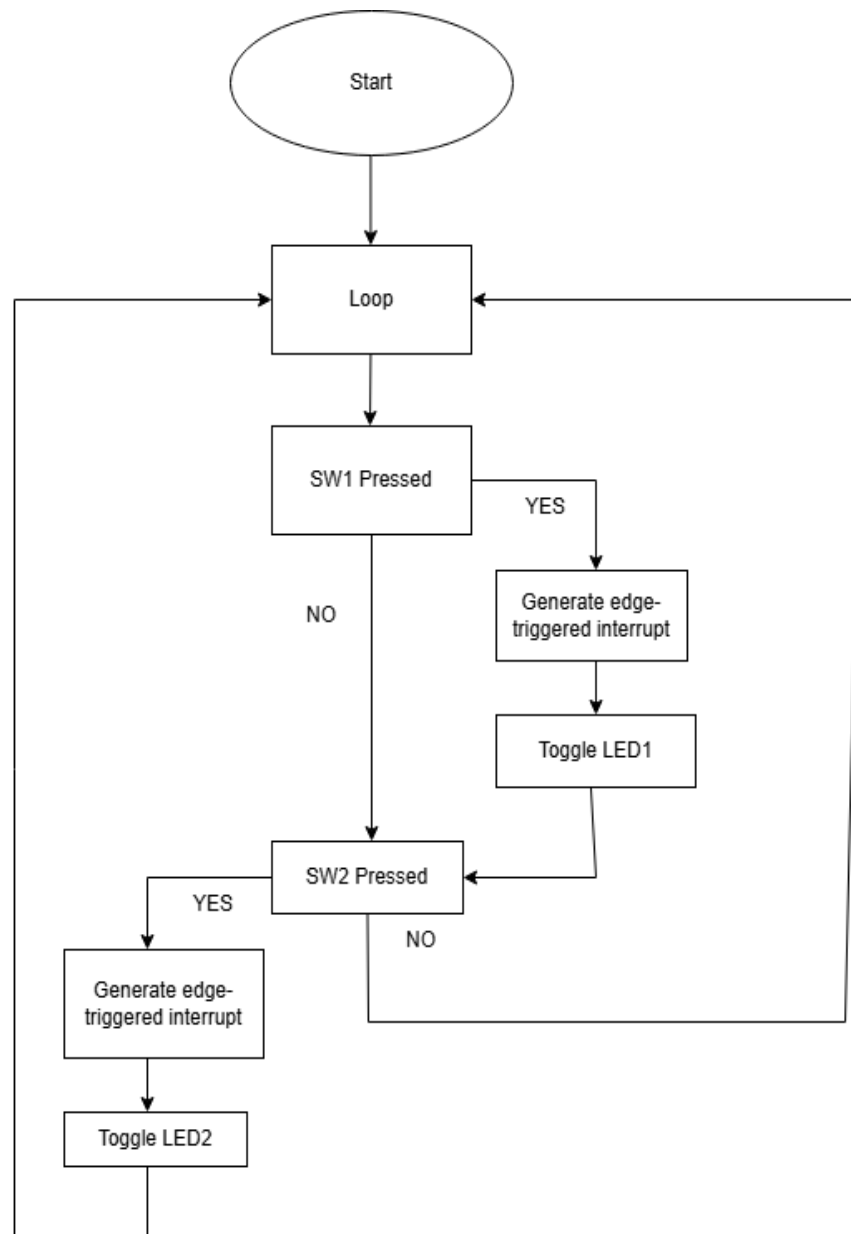 Start
Loop
SW1 Pressed
YES
Generate edge-
triggered interrupt
NO
Toggle LED1
SW2 Pressed
YES
NO
Generate edge-
triggered interrupt
Toggle LED2